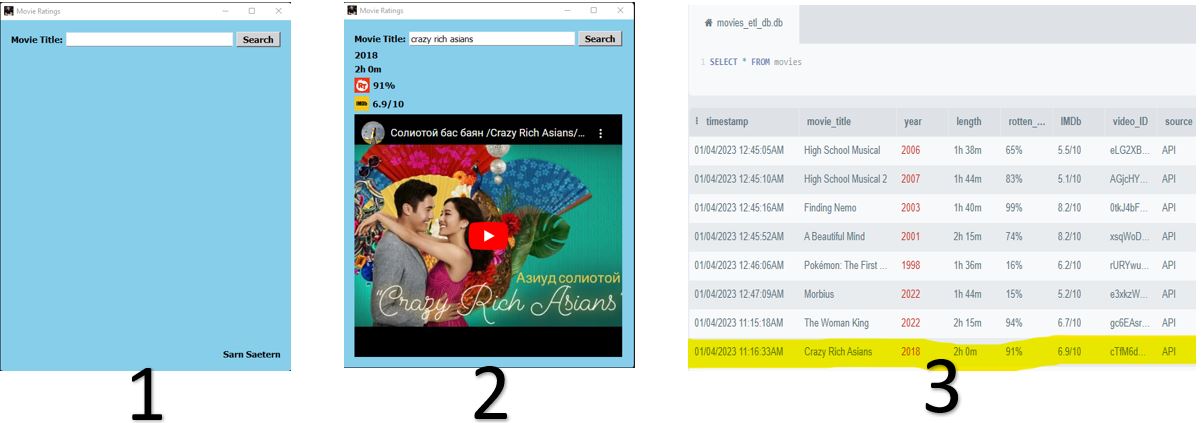 Movie Ratings
Movie Title: Search
Sarn Saetern
1
Movie Ratings
Movie Title: crazy rich asians Search
2018
2h 0m
RT 91%
IMDb 6.9/10
Солиотой бас баян /Crazy Rich Asians/...
Азиуд солиотой
"Crazy Rich Asians"
2
movies_etl_db.db
1 SELECT * FROM movies
timestamp movie_title year length rotten_... IMDb video_ID source
01/04/2023 12:45:05AM High School Musical 2006 1h 38m 65% 5.5/10 eLG2XB... API
01/04/2023 12:45:10AM High School Musical 2 2007 1h 44m 83% 5.1/10 AGjcHY... API
01/04/2023 12:45:16AM Finding Nemo 2003 1h 40m 99% 8.2/10 0tkJ4bF... API
01/04/2023 12:45:52AM A Beautiful Mind 2001 2h 15m 74% 8.2/10 xsqWoD... API
01/04/2023 12:46:06AM Pokémon: The First ... 1998 1h 36m 16% 6.2/10 rURYwu... API
01/04/2023 12:47:09AM Morbius 2022 1h 44m 15% 5.2/10 e3xkzW... API
01/04/2023 11:15:18AM The Woman King 2022 2h 15m 94% 6.7/10 gc6EAsr... API
01/04/2023 11:16:33AM Crazy Rich Asians 2018 2h 0m 91% 6.9/10 cTfM6d... API
3